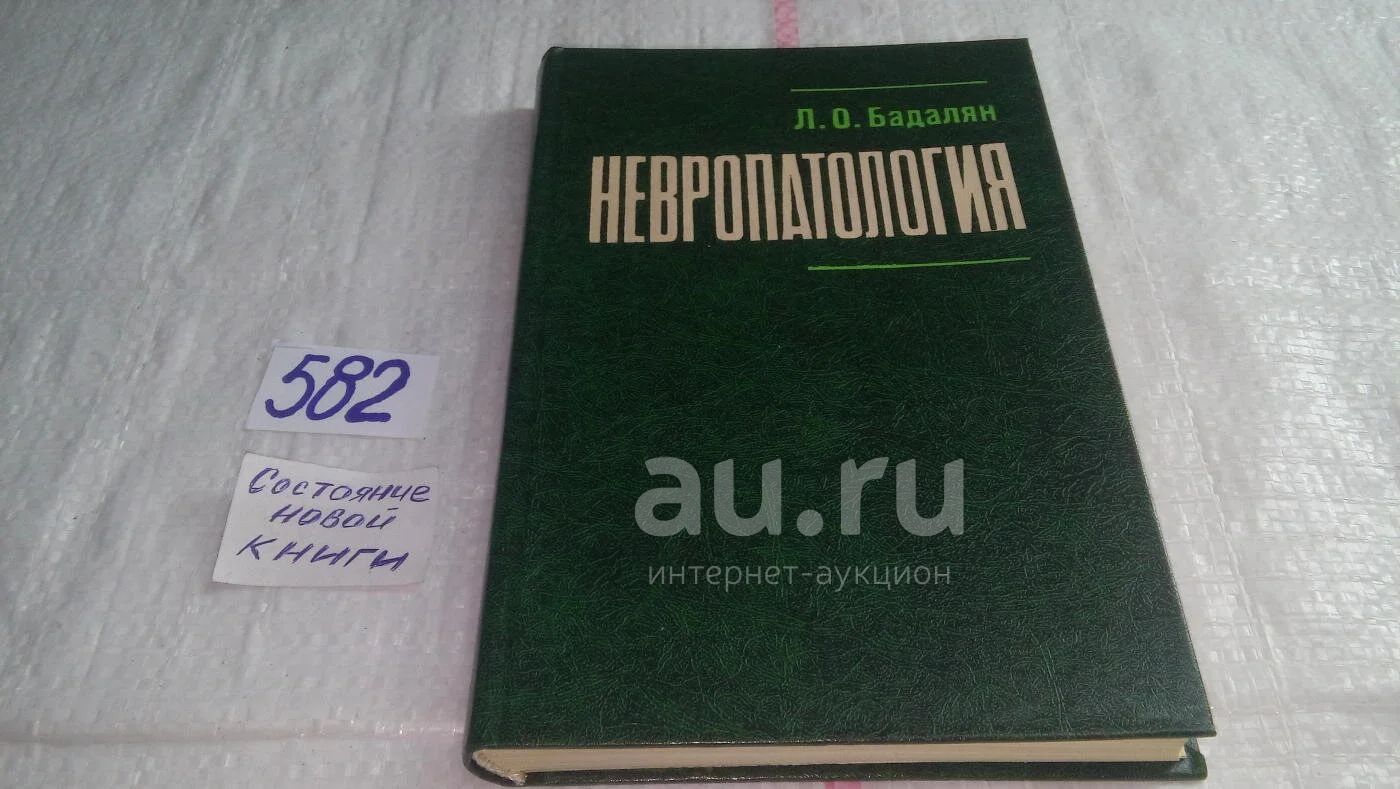 Л. О. Бадалян
НЕВРОПАТОЛОГИЯ
582
Состояние
новой
книги
au.ru
интернет-аукцион